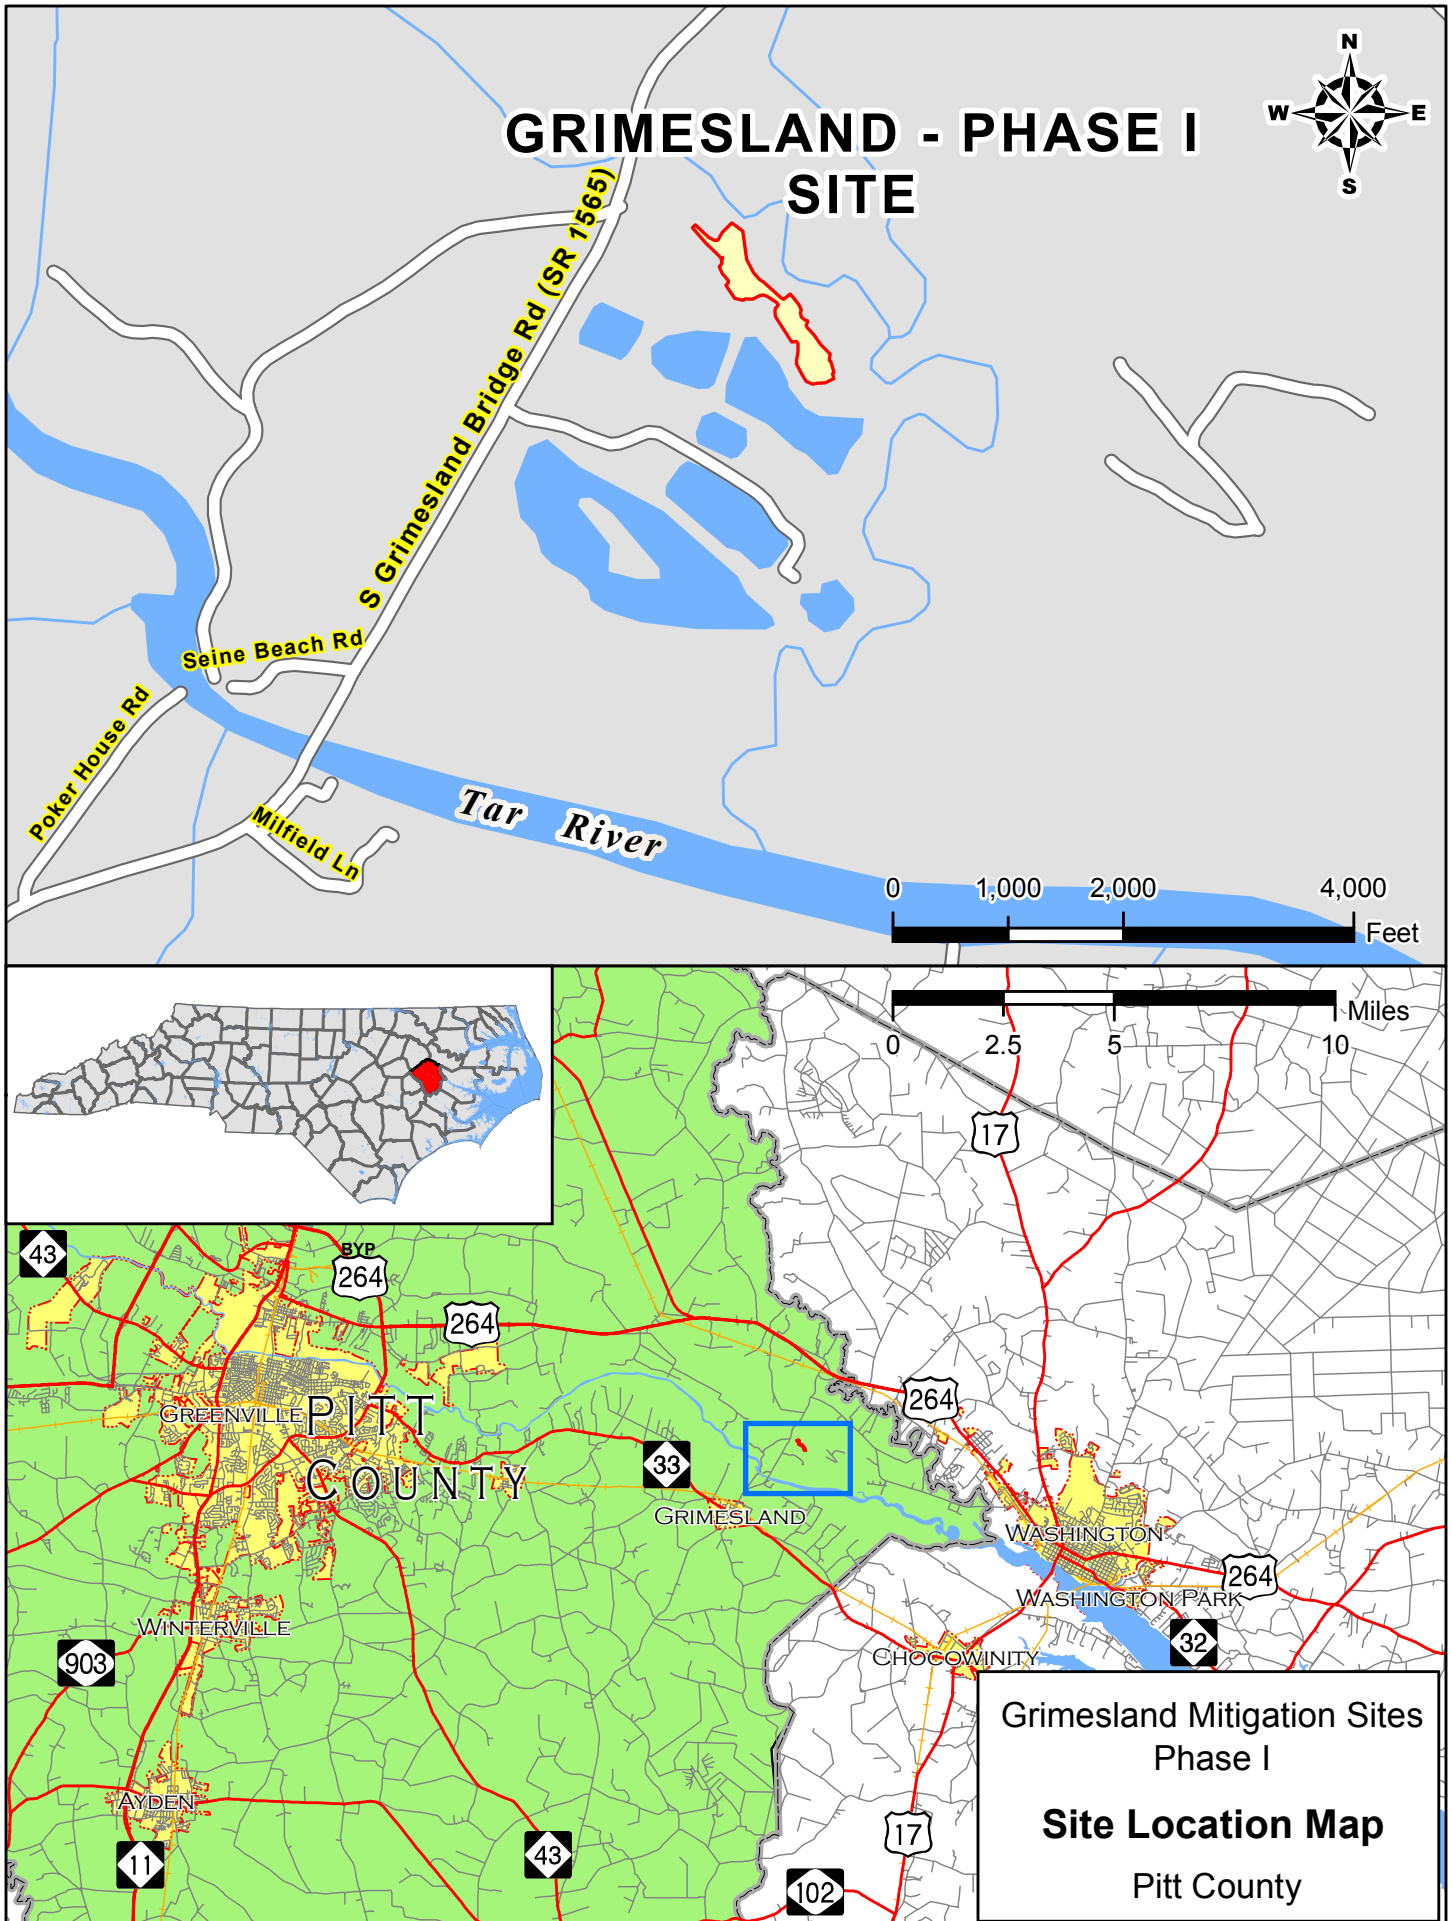 N
W E
S
GRIMESLAND - PHASE I
SITE
S Grimesland Bridge Rd (SR 1565)
Seine Beach Rd
Poker House Rd
Milfield Ln
Tar River
0 1,000 2,000 4,000
Feet
Miles
0 2.5 5 10
17
43
BYP
264
264
264
GREENVILLE
PITT
COUNTY
33
GRIMESLAND
WASHINGTON
264
WASHINGTON PARK
WINTERVILLE
32
903
CHOCOWINITY
AYDEN
11
43
17
102
Grimesland Mitigation Sites
Phase I
Site Location Map
Pitt County